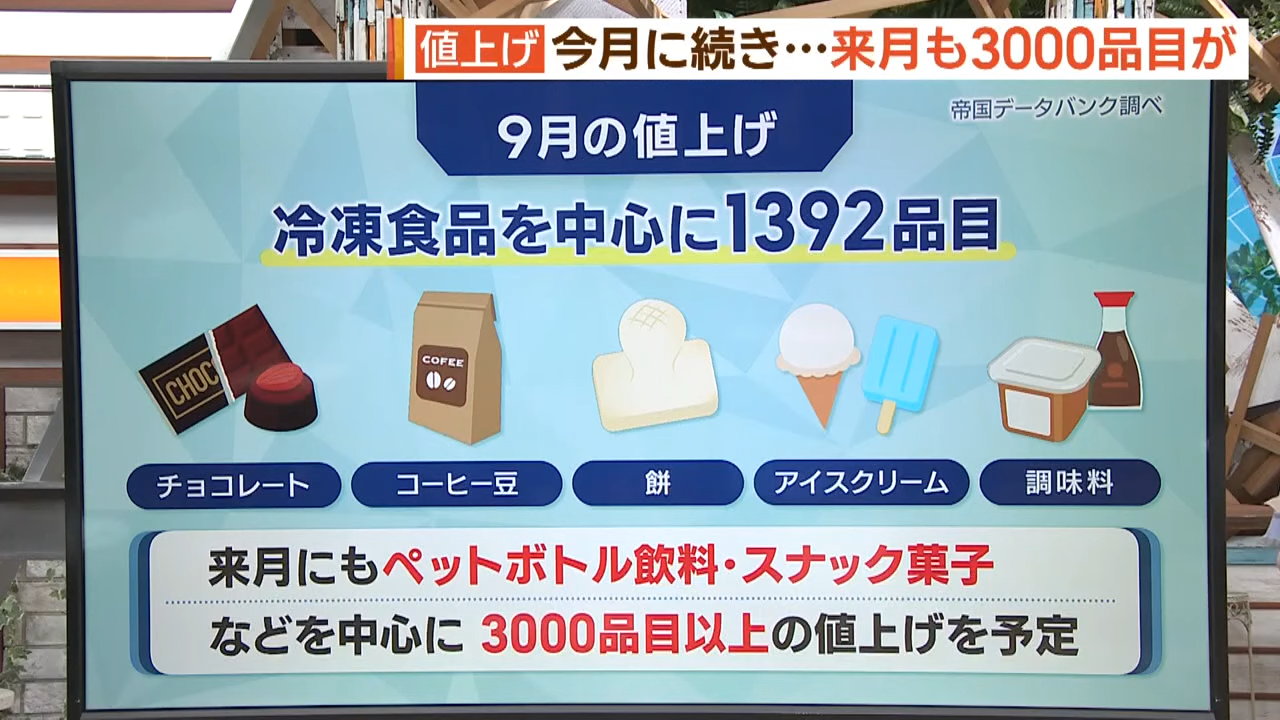 値上げ 今月に続き…来月も3000品目が
帝国データバンク調べ
9月の値上げ
冷凍食品を中心に1392品目
CHOC
COFEE
チョコレート
コーヒー豆
餅
アイスクリーム
調味料
来月にもペットボトル飲料・スナック菓子
などを中心に 3000品目以上の値上げを予定